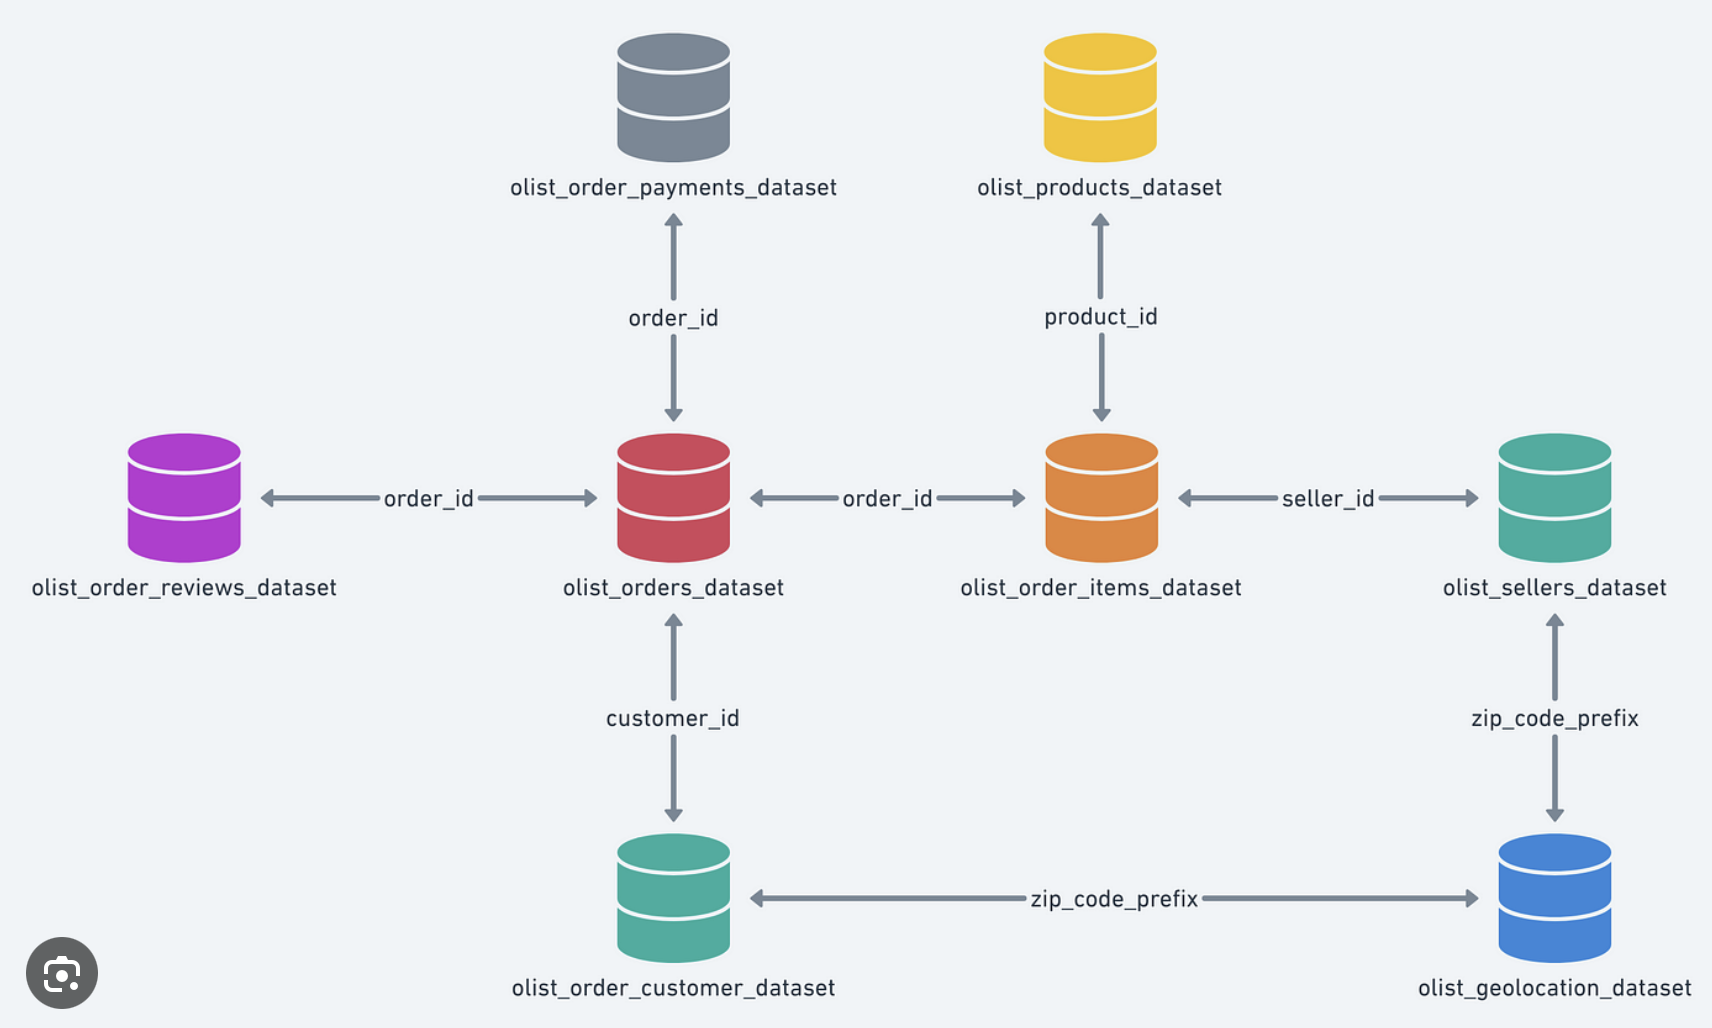 olist_order_payments_dataset
olist_products_dataset
order_id
product_id
order_id
order_id
seller_id
olist_order_reviews_dataset
olist_orders_dataset
olist_order_items_dataset
olist_sellers_dataset
customer_id
zip_code_prefix
zip_code_prefix
olist_order_customer_dataset
olist_geolocation_dataset